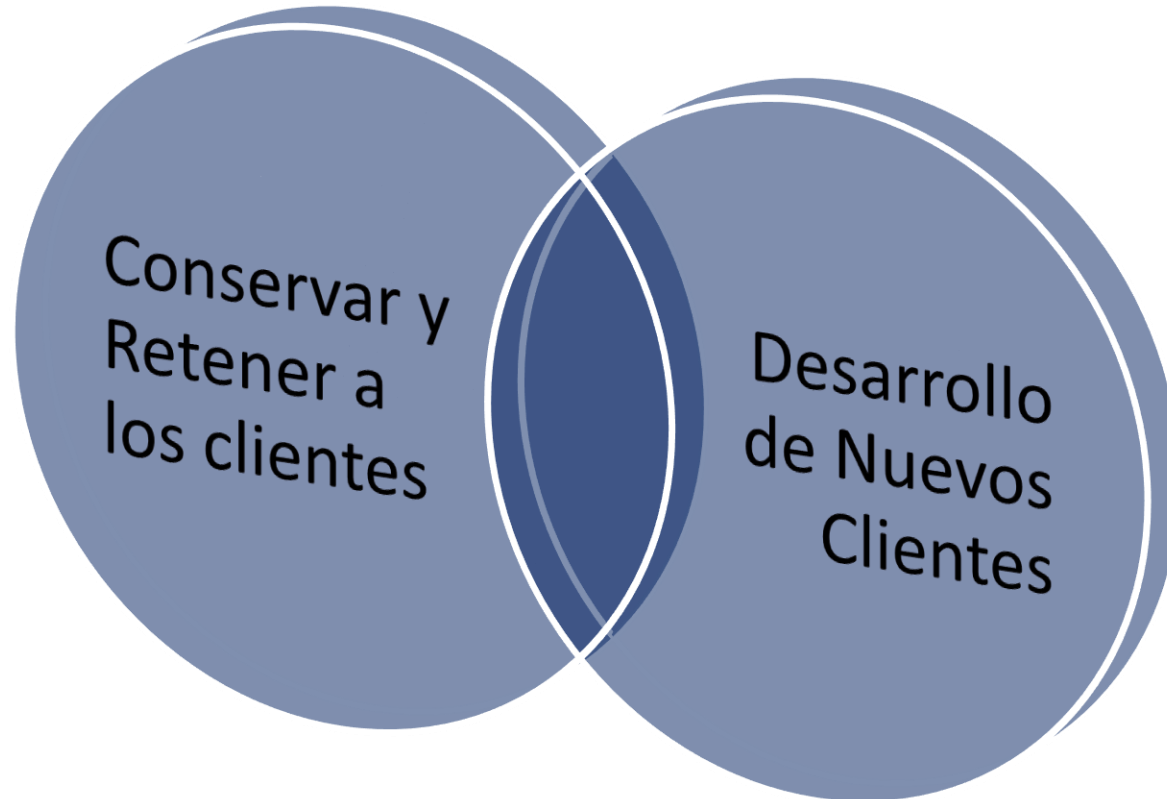 Conservar y
Retener a
los clientes
Desarrollo
de Nuevos
Clientes